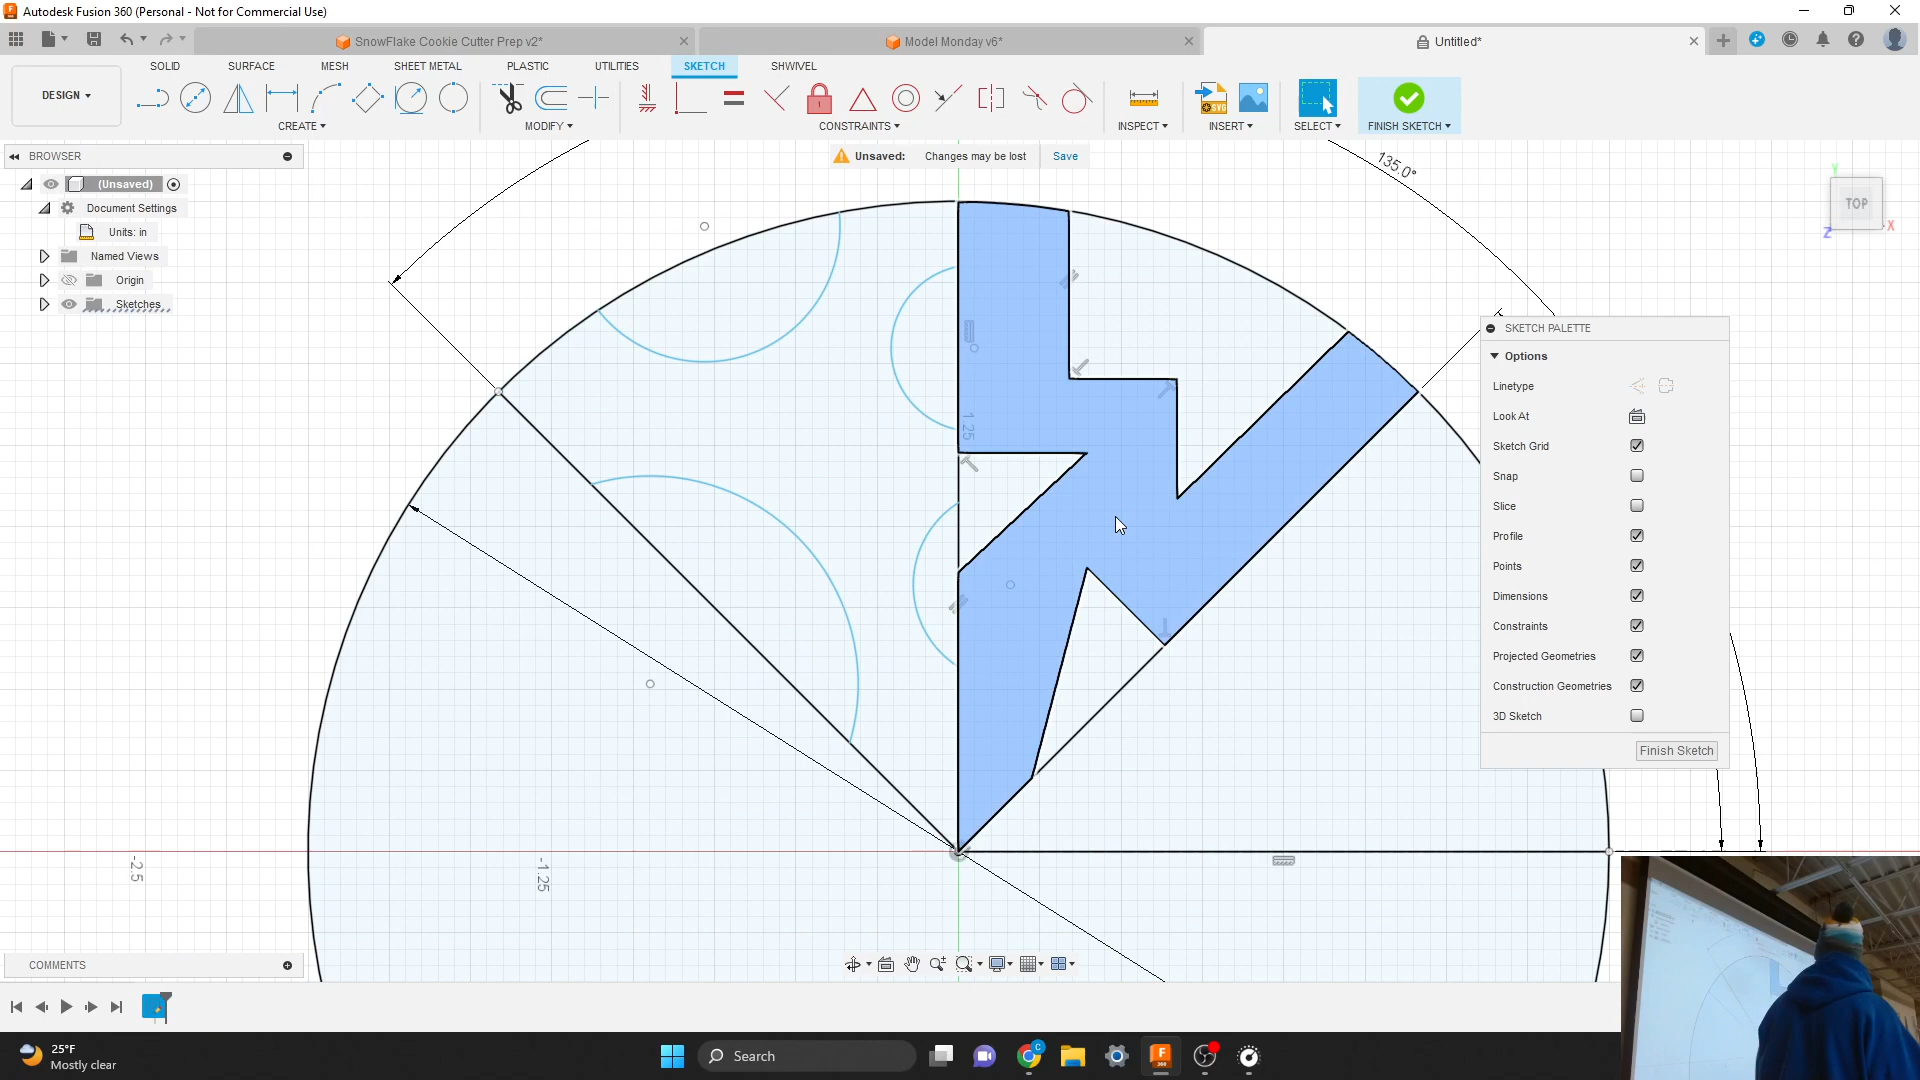 Autodesk Fusion 360 (Personal - Not for Commercial Use)
SnowFlake Cookie Cutter Prep v2*
Model Monday v6*
Untitled*
DESIGN
SOLID
SURFACE
MESH
SHEET METAL
PLASTIC
UTILITIES
SKETCH
SHWIVEL
CREATE
MODIFY
CONSTRAINTS
INSPECT
INSERT
SELECT
FINISH SKETCH
BROWSER
Unsaved: Changes may be lost Save
(Unsaved)
Document Settings
Units: in
Named Views
Origin
Sketches
135.0°
TOP
Y
X
Z
1.25
-2.5
-1.25
SKETCH PALETTE
Options
Linetype
Look At
Sketch Grid
Snap
Slice
Profile
Points
Dimensions
Constraints
Projected Geometries
Construction Geometries
3D Sketch
Finish Sketch
COMMENTS
25°F
Mostly clear
Search